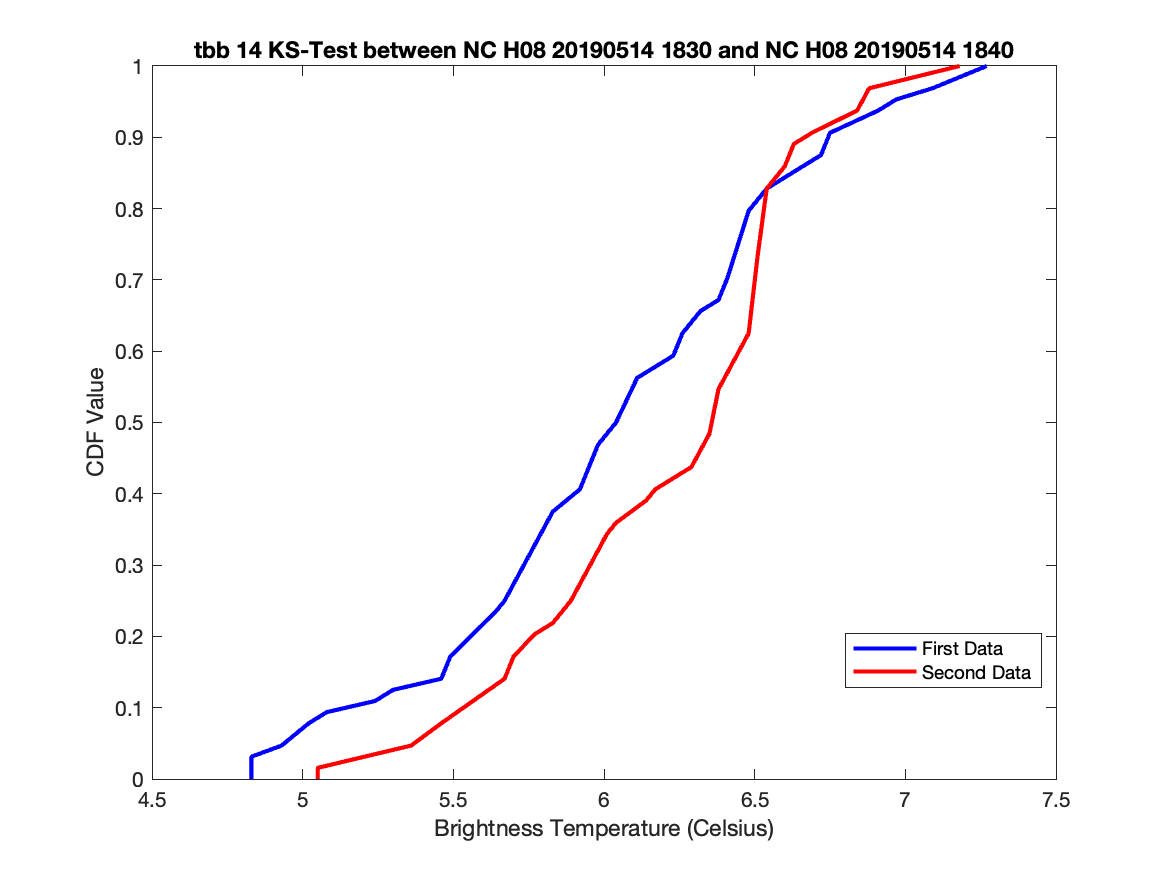 tbb 14 KS-Test between NC H08 20190514 1830 and NC H08 20190514 1840
1
0.9
0.8
0.7
0.6
0.5
0.4
0.3
0.2
0.1
0
CDF Value
First Data
Second Data
4.5 5 5.5 6 6.5 7 7.5
Brightness Temperature (Celsius)